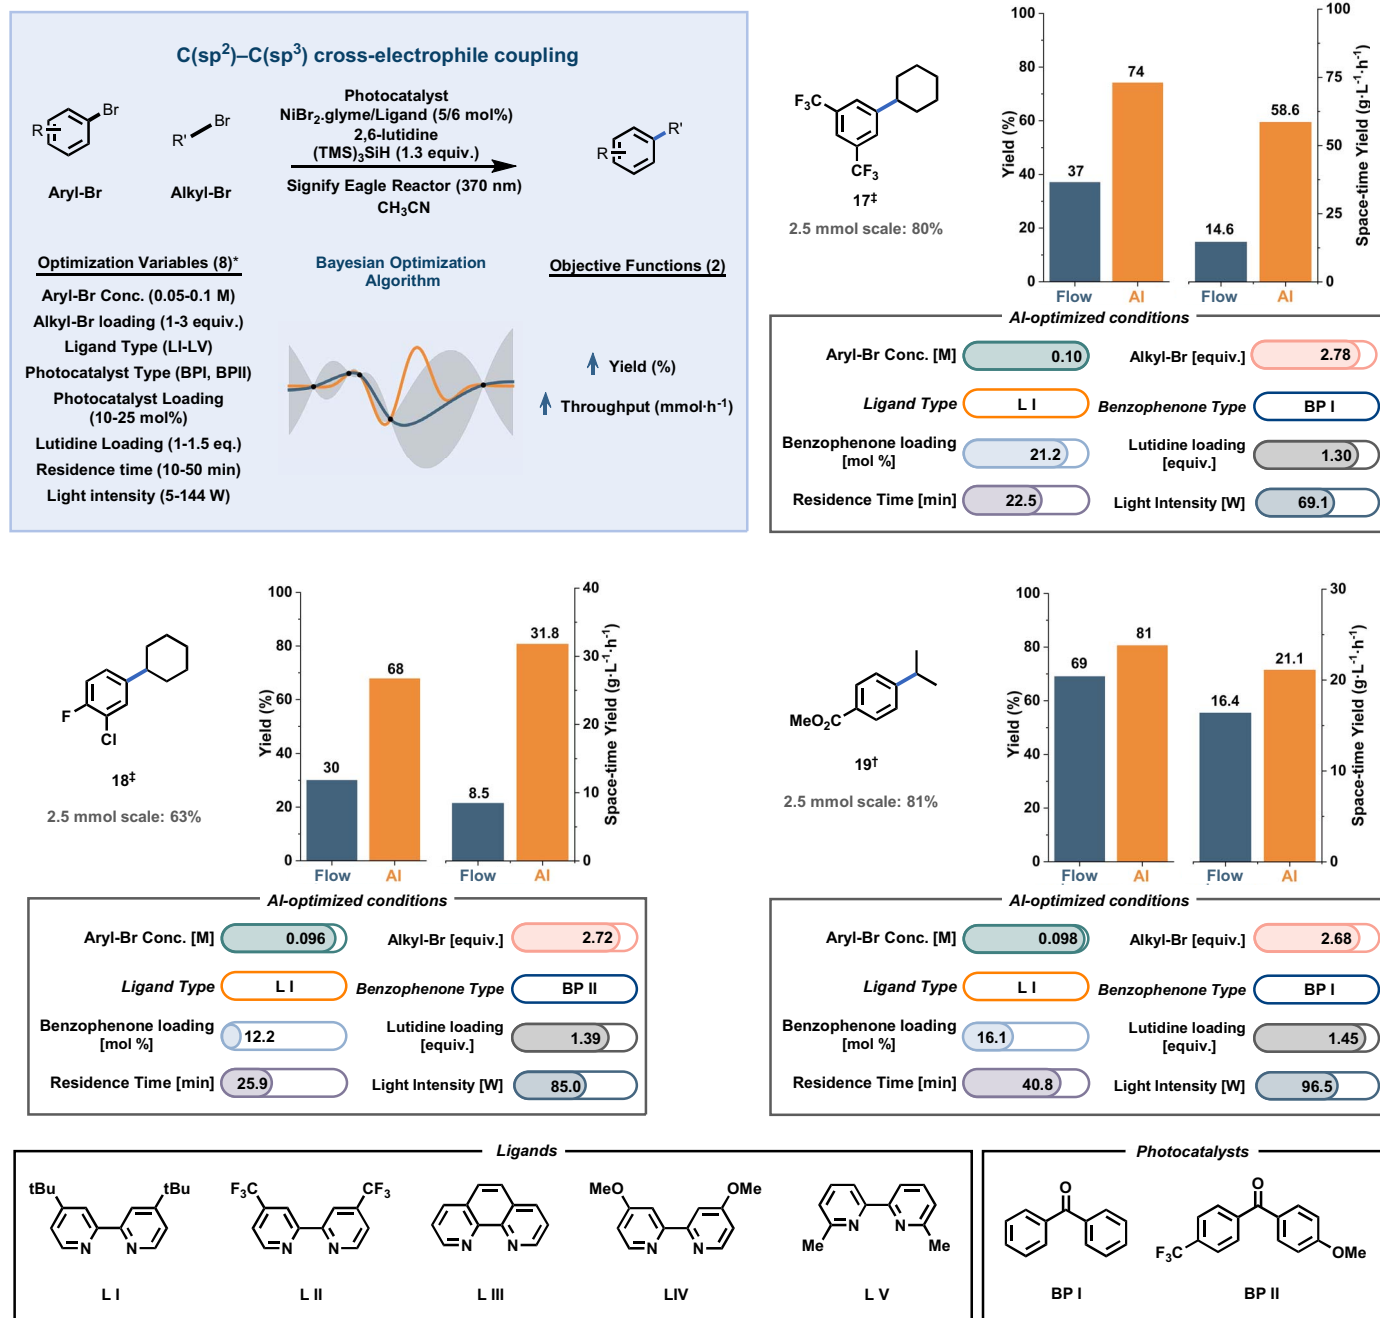 C(sp²)–C(sp³) cross-electrophile coupling
R
Br
Aryl-Br
R'
Br
Alkyl-Br
Photocatalyst
NiBr₂.glyme/Ligand (5/6 mol%)
2,6-lutidine
(TMS)₃SiH (1.3 equiv.)
Signify Eagle Reactor (370 nm)
CH₃CN
R
R'
Optimization Variables (8)*
Aryl-Br Conc. (0.05-0.1 M)
Alkyl-Br loading (1-3 equiv.)
Ligand Type (LI-LV)
Photocatalyst Type (BPI, BPII)
Photocatalyst Loading
(10-25 mol%)
Lutidine Loading (1-1.5 eq.)
Residence time (10-50 min)
Light intensity (5-144 W)
Bayesian Optimization
Algorithm
Objective Functions (2)
Yield (%)
Throughput (mmol·h⁻¹)
F₃C
CF₃
17‡
2.5 mmol scale: 80%
Yield (%)
100
80
60
40
20
0
37
74
14.6
58.6
Flow
AI
Flow
AI
100
75
50
25
0
Space-time Yield (g·L⁻¹·h⁻¹)
AI-optimized conditions
Aryl-Br Conc. [M] 0.10 Alkyl-Br [equiv.] 2.78
Ligand Type L I Benzophenone Type BP I
Benzophenone loading
[mol %] 21.2
Lutidine loading
[equiv.] 1.30
Residence Time [min] 22.5 Light Intensity [W] 69.1
F
Cl
18‡
2.5 mmol scale: 63%
Yield (%)
100
80
60
40
20
0
30
68
8.5
31.8
Flow
AI
Flow
AI
40
30
20
10
0
Space-time Yield (g·L⁻¹·h⁻¹)
AI-optimized conditions
Aryl-Br Conc. [M] 0.096 Alkyl-Br [equiv.] 2.72
Ligand Type L I Benzophenone Type BP II
Benzophenone loading
[mol %] 12.2
Lutidine loading
[equiv.] 1.39
Residence Time [min] 25.9 Light Intensity [W] 85.0
MeO₂C
19†
2.5 mmol scale: 81%
Yield (%)
100
80
60
40
20
0
69
81
16.4
21.1
Flow
AI
Flow
AI
30
20
10
0
Space-time Yield (g·L⁻¹·h⁻¹)
AI-optimized conditions
Aryl-Br Conc. [M] 0.098 Alkyl-Br [equiv.] 2.68
Ligand Type L I Benzophenone Type BP I
Benzophenone loading
[mol %] 16.1
Lutidine loading
[equiv.] 1.45
Residence Time [min] 40.8 Light Intensity [W] 96.5
Ligands
tBu tBu
N N
L I
F₃C CF₃
N N
L II
N N
L III
MeO OMe
N N
LIV
N N
Me Me
L V
Photocatalysts
O
BP I
O
F₃C OMe
BP II